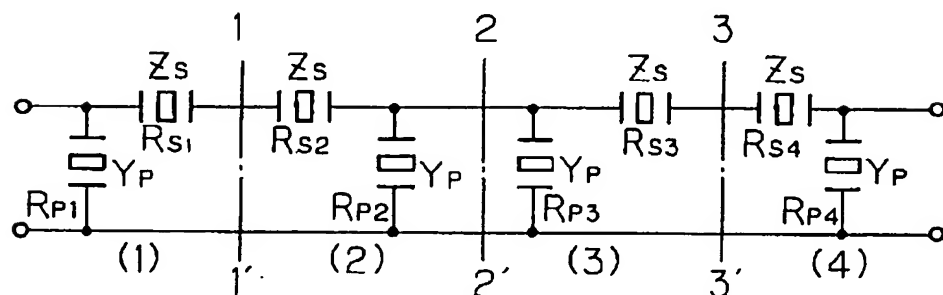 1 2 3
Zs Zs Zs Zs
RS1 RS2 RS3 RS4
YP YP YP YP
RP1 RP2 RP3 RP4
(1) (2) (3) (4)
1' 2' 3'